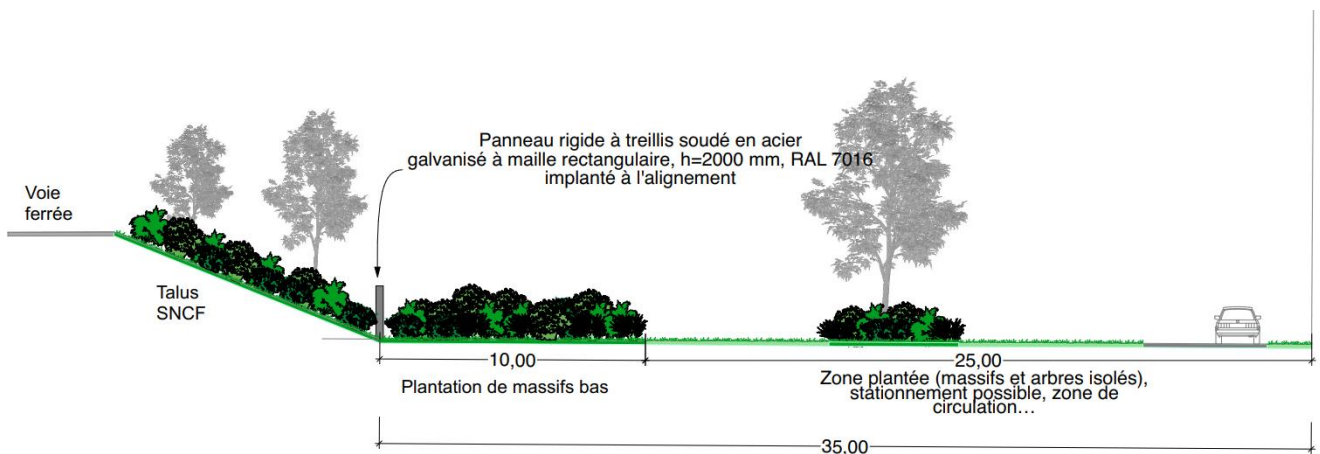 Panneau rigide à treillis soudé en acier
galvanisé à maille rectangulaire, h=2000 mm, RAL 7016
implanté à l'alignement
Voie
ferrée
Talus
SNCF
10,00
25,00
Plantation de massifs bas
Zone plantée (massifs et arbres isolés),
stationnement possible, zone de
circulation…
35.00